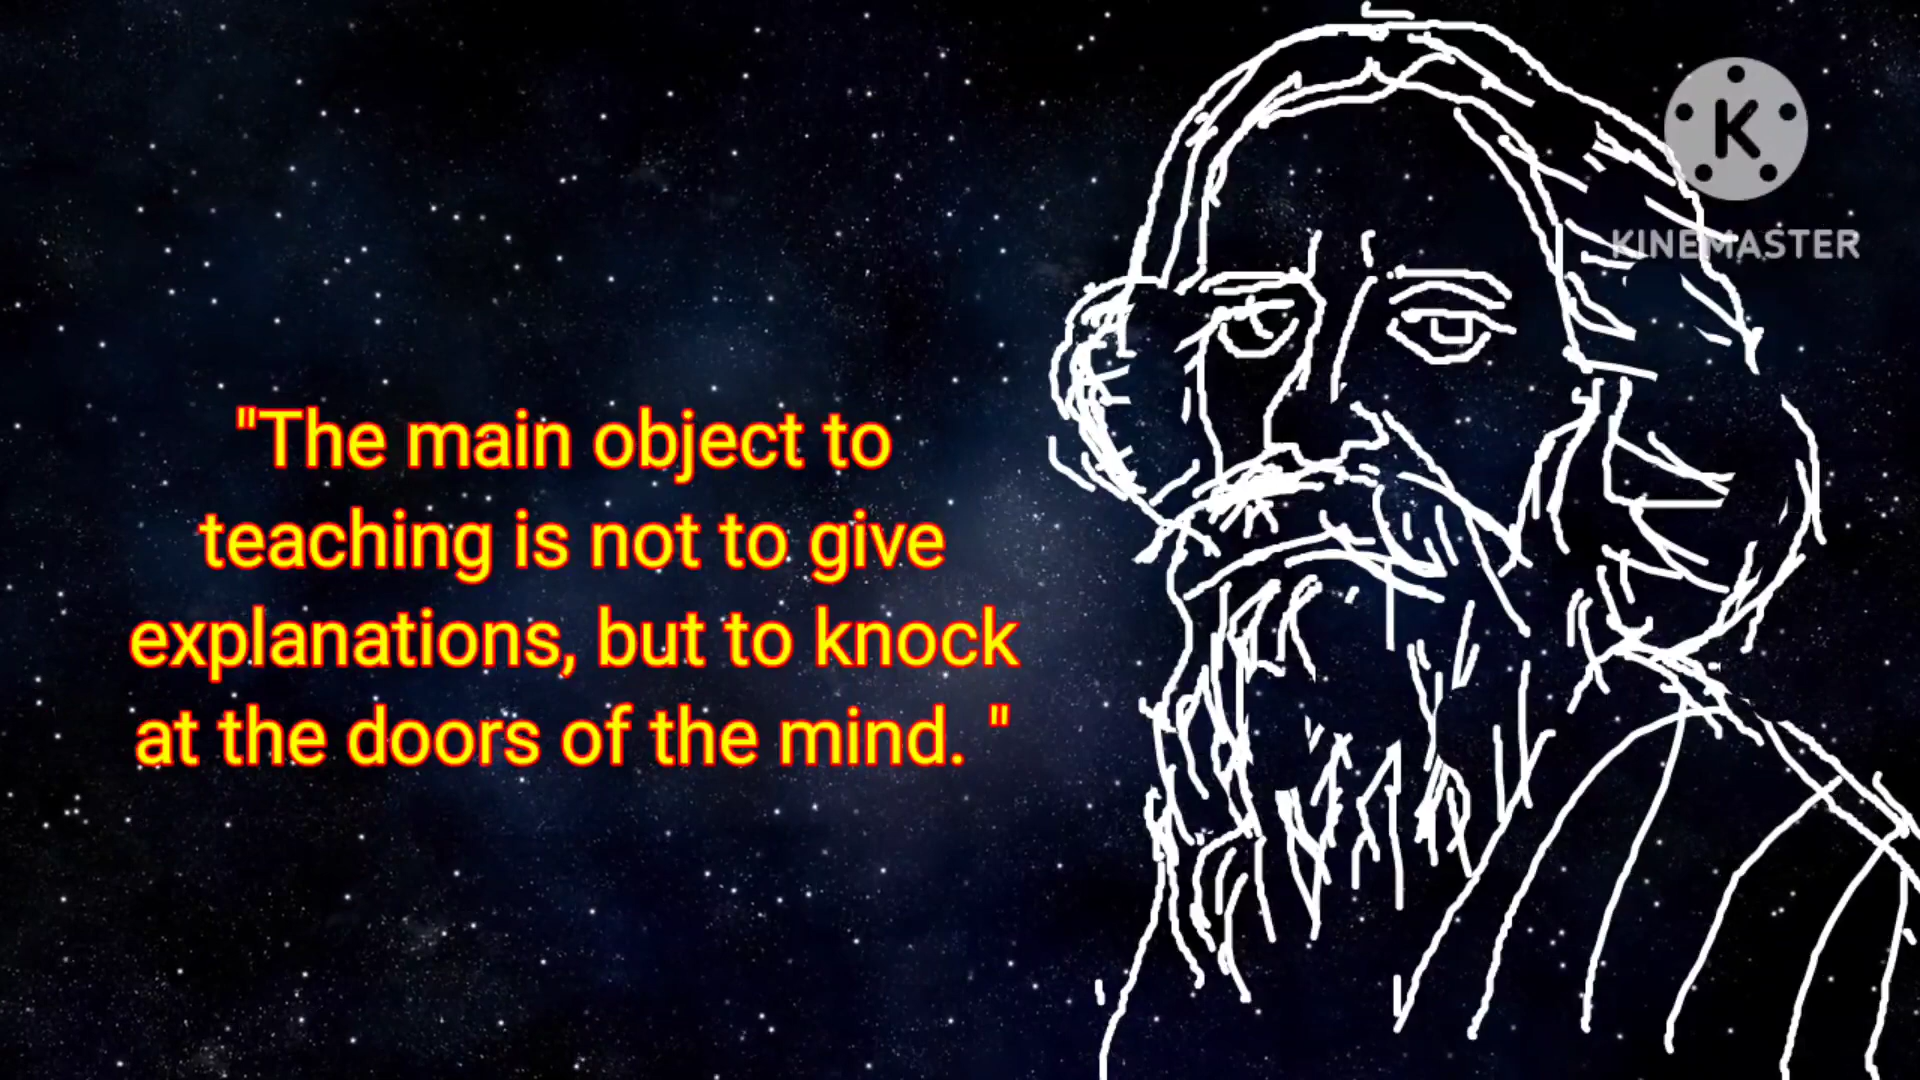 "The main object to
teaching is not to give
explanations, but to knock
at the doors of the mind. "
K
KINEMASTER